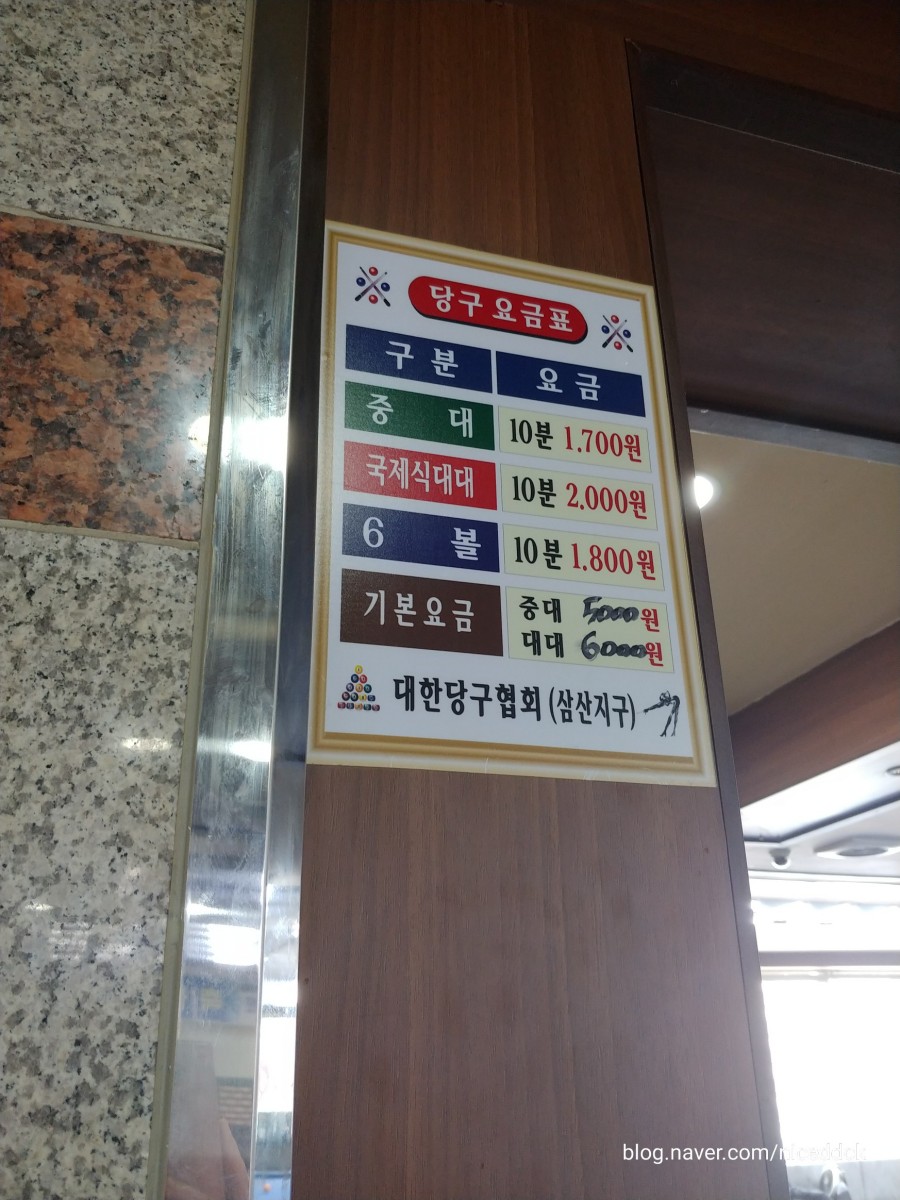 당구요금표
구분 요금
중대 10분 1.700원
국제식대대 10분 2.000원
6볼 10분 1.800원
기본요금 중대 5000원
대대 6000원
대한당구협회 (삼산지구)